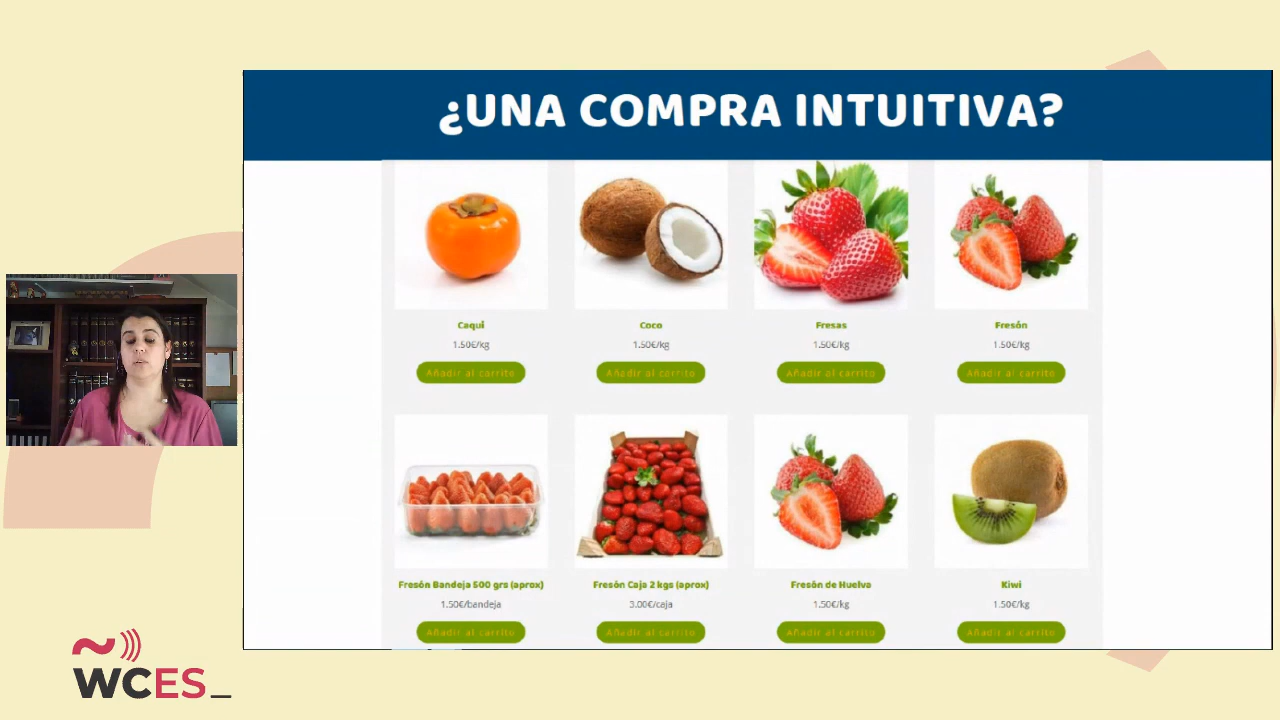 ¿UNA COMPRA INTUITIVA?
Caqui Coco Fresas Fresón
1.50€/kg 1.50€/kg 1.50€/kg 1.50€/kg
Añadir al carrito Añadir al carrito Añadir al carrito Añadir al carrito
Fresón Bandeja 500 grs (aprox) Fresón Caja 2 kgs (aprox) Fresón de Huelva Kiwi
1.50€/bandeja 3.00€/caja 1.50€/kg 1.50€/kg
Añadir al carrito Añadir al carrito Añadir al carrito Añadir al carrito
WCES_